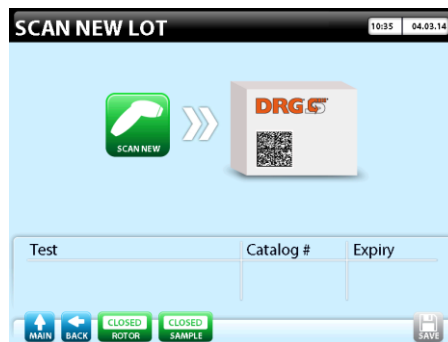 SCAN NEW LOT
10:35 04.03.14
SCAN NEW
DRG
Test Catalog # Expiry
MAIN BACK CLOSED ROTOR CLOSED SAMPLE SAVE